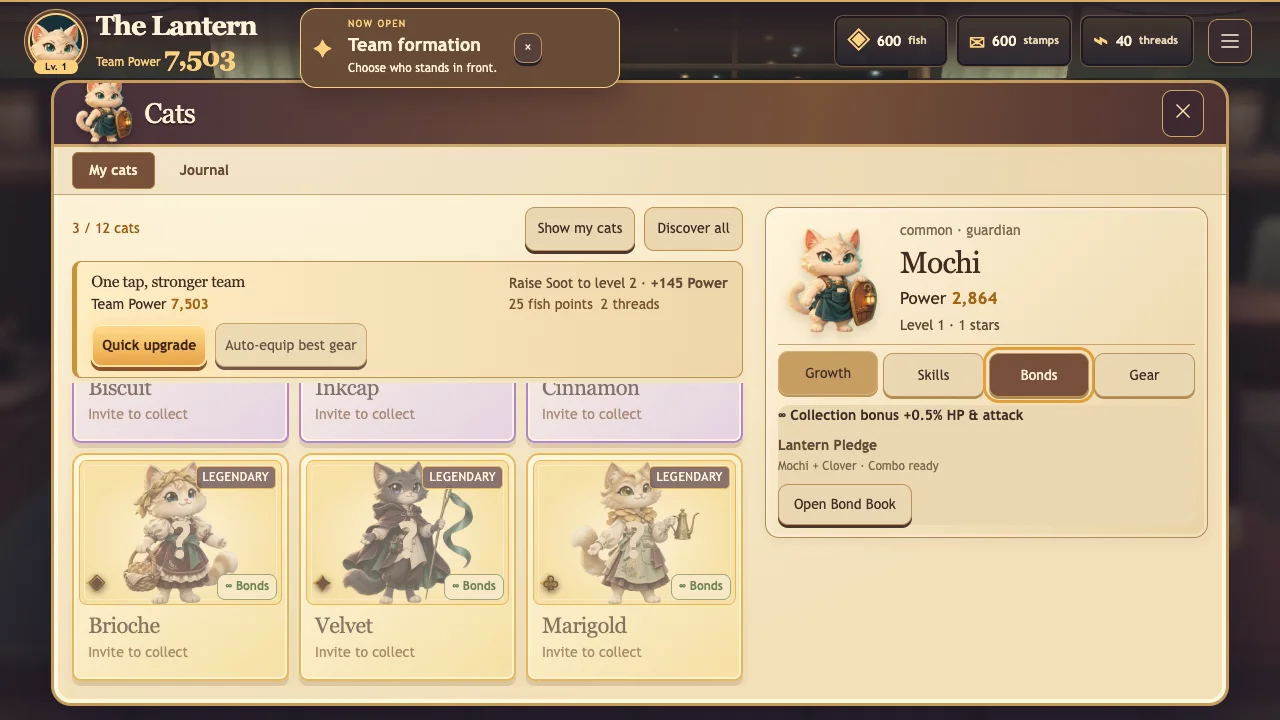 The Lantern
Lv. 1
Team Power 7,503
NOW OPEN
Team formation
Choose who stands in front.
×
600 fish
600 stamps
40 threads
Cats
My cats
Journal
3 / 12 cats
Show my cats
Discover all
One tap, stronger team
Team Power 7,503
Raise Soot to level 2 · +145 Power
25 fish points 2 threads
Quick upgrade
Auto-equip best gear
Biscuit
Invite to collect
Inkcap
Invite to collect
Cinnamon
Invite to collect
LEGENDARY
?
∞ Bonds
Brioche
Invite to collect
LEGENDARY
?
∞ Bonds
Velvet
Invite to collect
LEGENDARY
?
∞ Bonds
Marigold
Invite to collect
common · guardian
Mochi
Power 2,864
Level 1 · 1 stars
Growth
Skills
Bonds
Gear
∞ Collection bonus +0.5% HP & attack
Lantern Pledge
Mochi + Clover · Combo ready
Open Bond Book